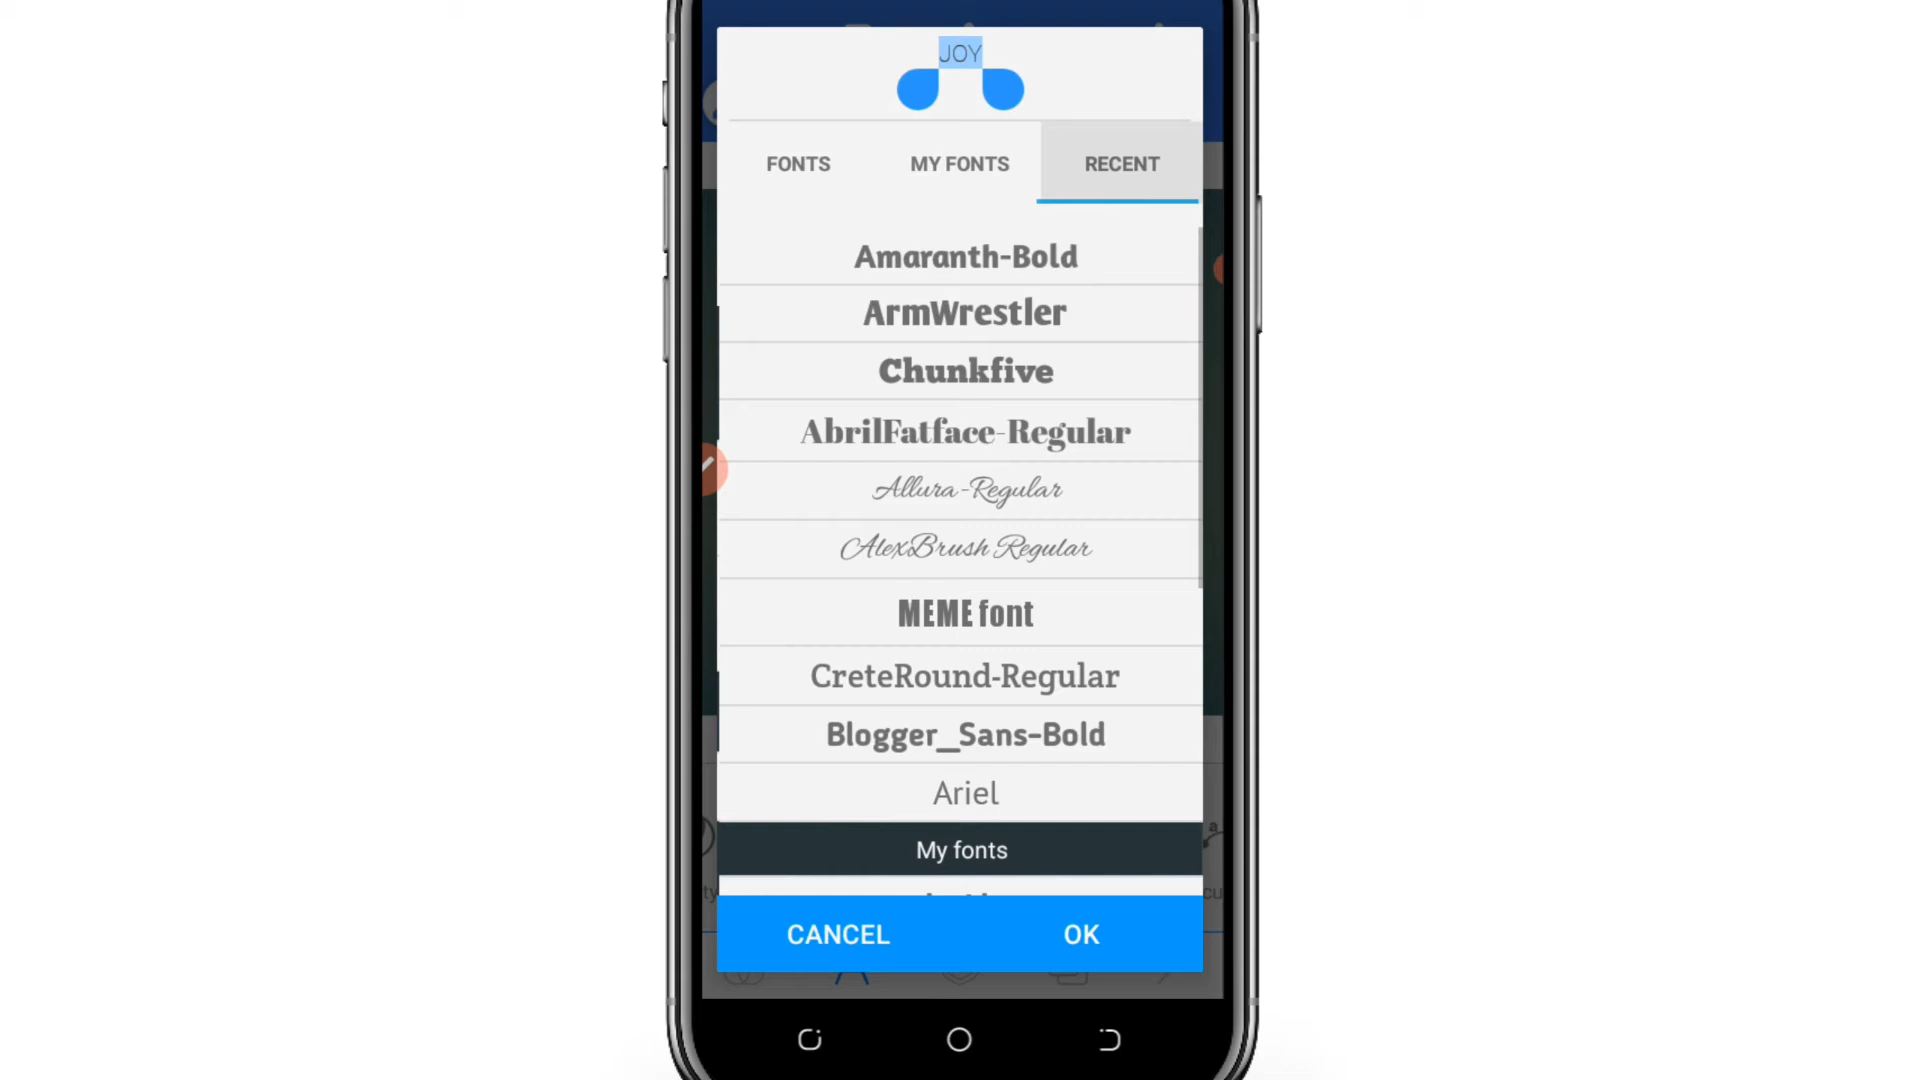 JOY
FONTS MY FONTS RECENT
Amaranth-Bold
ArmWrestler
Chunkfive
AbrilFatface-Regular
Allura-Regular
AlexBrush Regular
MEME font
CreteRound-Regular
Blogger_Sans-Bold
Ariel
My fonts
CANCEL OK